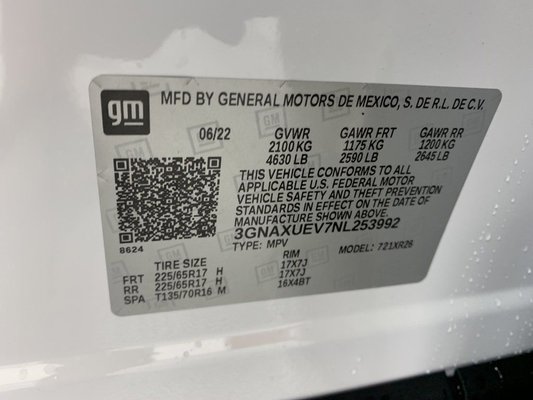 gm MFD BY GENERAL MOTORS DE MEXICO, S. DE R.L. DE C.V.
06/22 GVWR GAWR FRT GAWR RR
2100 KG 1175 KG 1200 KG
4630 LB 2590 LB 2645 LB
THIS VEHICLE CONFORMS TO ALL
APPLICABLE U.S. FEDERAL MOTOR
VEHICLE SAFETY AND THEFT PREVENTION
STANDARDS IN EFFECT ON THE DATE OF
MANUFACTURE SHOWN ABOVE.
3GNAXUEV7NL253992
8624
TYPE: MPV MODEL: 721XR26
TIRE SIZE RIM
FRT 225/65R17 H 17X7J
RR 225/65R17 H 17X7J
SPA T135/70R16 M 16X4BT